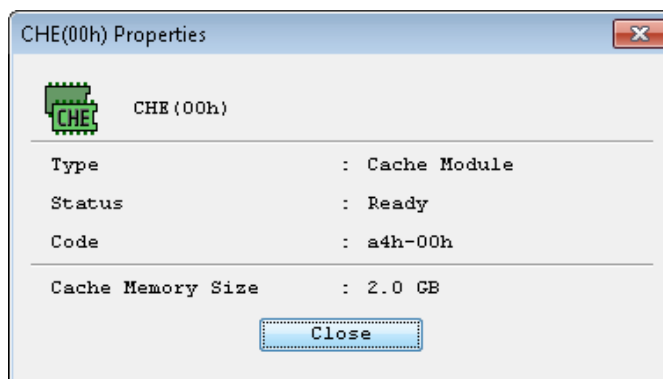 CHE(00h) Properties
CHE
CHE(00h)
Type : Cache Module
Status : Ready
Code : a4h-00h
Cache Memory Size : 2.0 GB
Close